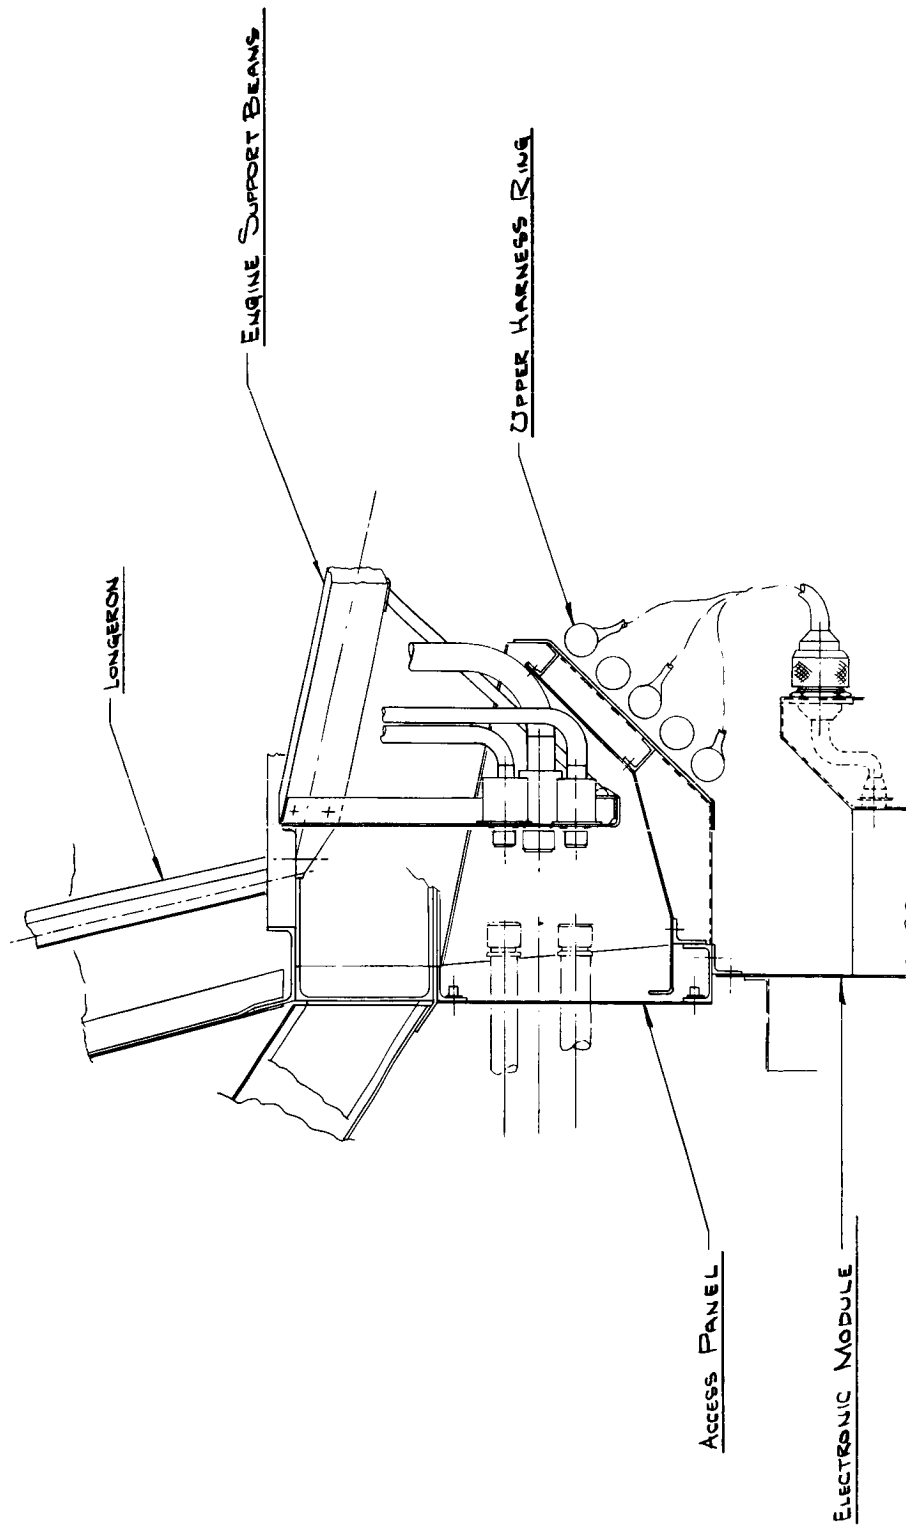 LONGERON
ENGINE SUPPORT BEAMS
UPPER HARNESS RING
ACCESS PANEL
ELECTRONIC MODULE